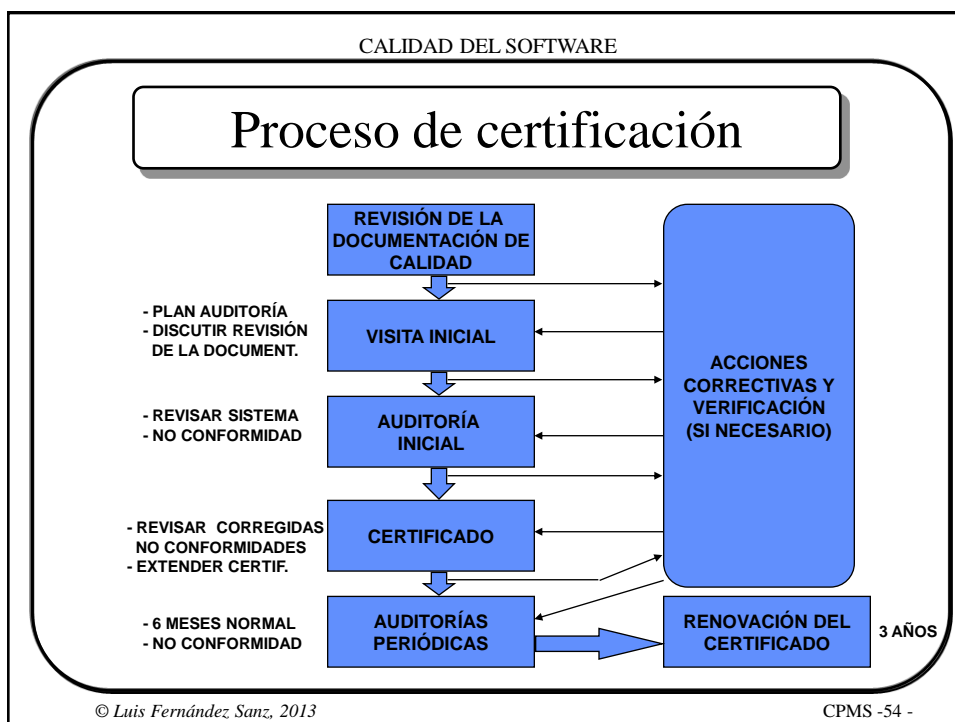 CALIDAD DEL SOFTWARE
Proceso de certificación
REVISIÓN DE LA
DOCUMENTACIÓN DE
CALIDAD
- PLAN AUDITORÍA
- DISCUTIR REVISIÓN
DE LA DOCUMENT.
VISITA INICIAL
ACCIONES
CORRECTIVAS Y
VERIFICACIÓN
(SI NECESARIO)
- REVISAR SISTEMA
- NO CONFORMIDAD
AUDITORÍA
INICIAL
- REVISAR CORREGIDAS
NO CONFORMIDADES
- EXTENDER CERTIF.
CERTIFICADO
- 6 MESES NORMAL
- NO CONFORMIDAD
AUDITORÍAS
PERIÓDICAS
RENOVACIÓN DEL
CERTIFICADO
3 AÑOS
© Luis Fernández Sanz, 2013
CPMS -54 -